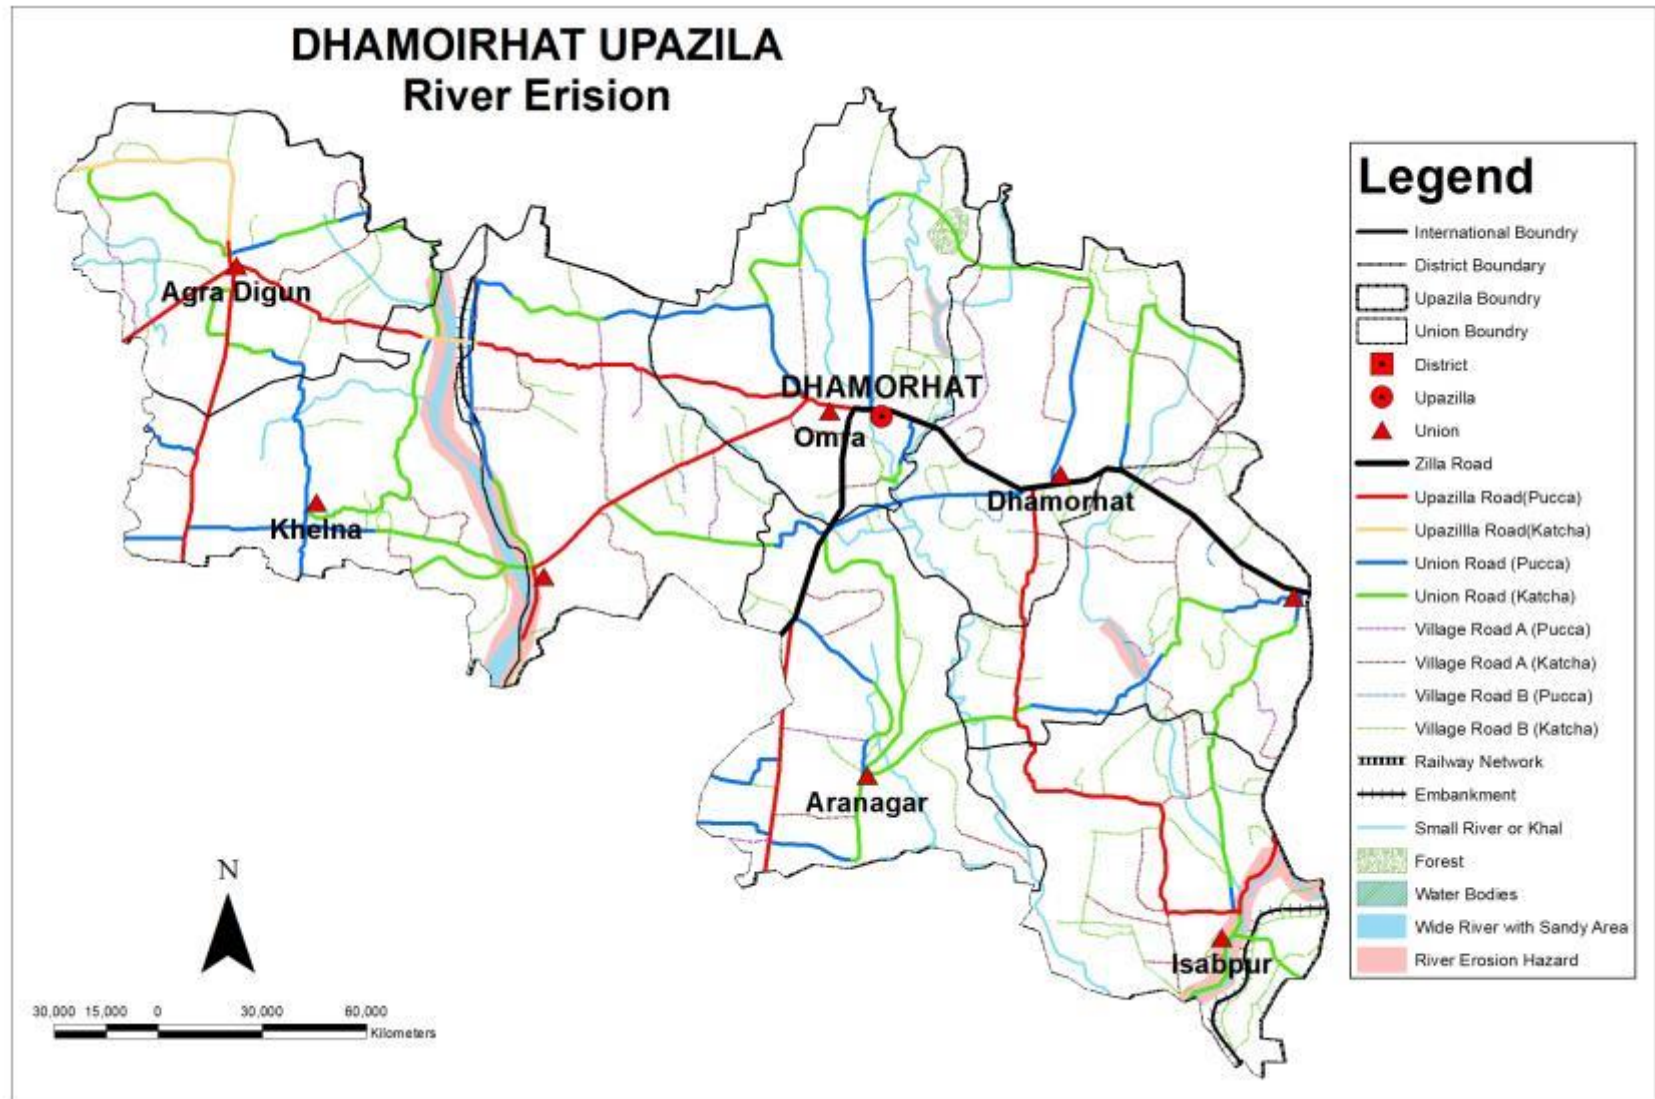 DHAMOIRHAT UPAZILA
River Erision
Agra Digun
Khelna
DHAMORHAT
Omra
Dhamorhat
Aranagar
Isabpur
N
30,000 15,000 0 30,000 60,000
Kilometers
Legend
International Boundry
District Boundary
Upazila Boundry
Union Boundry
District
Upazilla
Union
Zilla Road
Upazilla Road(Pucca)
Upazillla Road(Katcha)
Union Road (Pucca)
Union Road (Katcha)
Village Road A (Pucca)
Village Road A (Katcha)
Village Road B (Pucca)
Village Road B (Katcha)
Railway Network
Embankment
Small River or Khal
Forest
Water Bodies
Wide River with Sandy Area
River Erosion Hazard